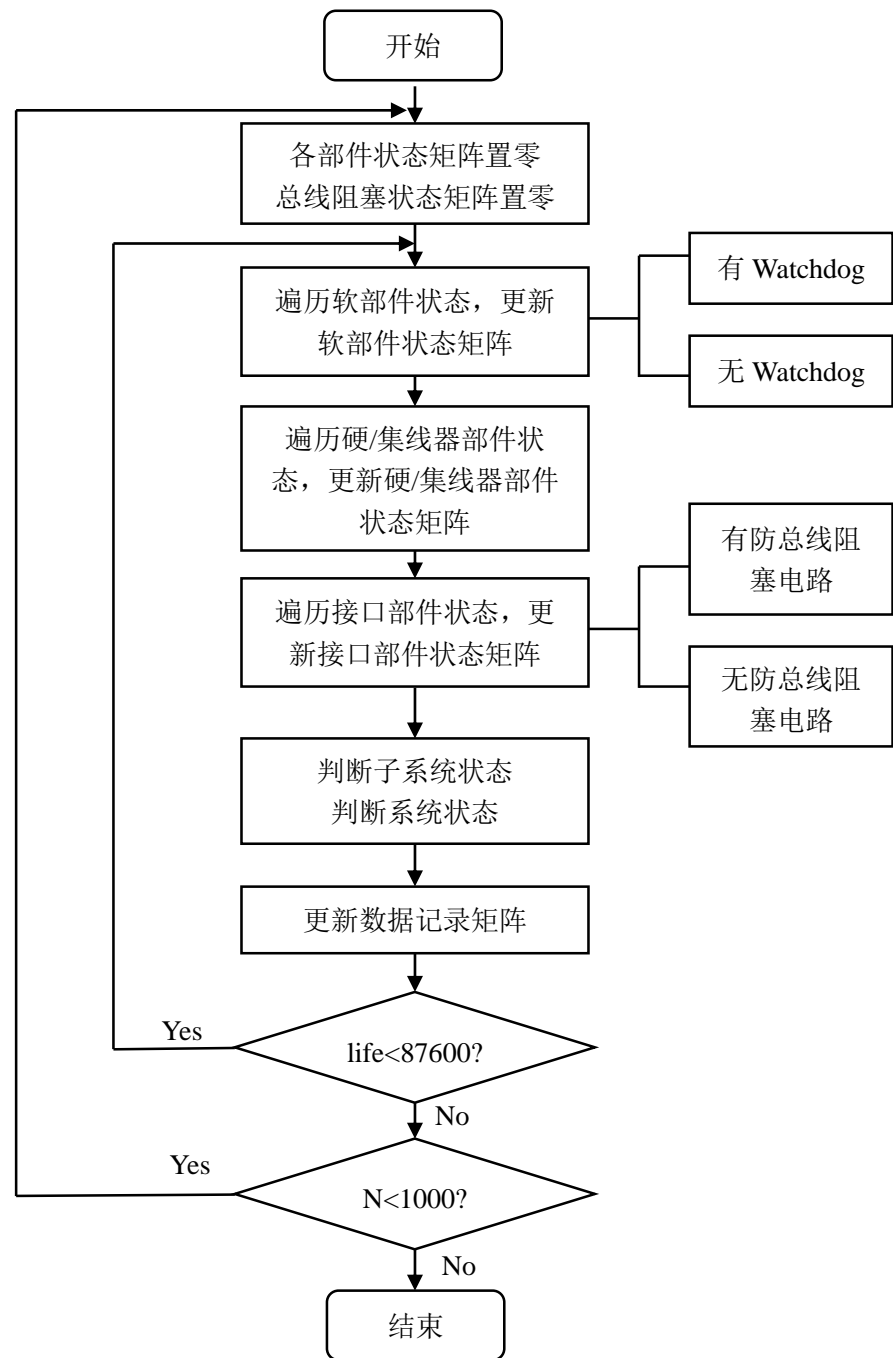 开始
各部件状态矩阵置零
总线阻塞状态矩阵置零
遍历软部件状态，更新
软部件状态矩阵
有 Watchdog
无 Watchdog
遍历硬/集线器部件状
态，更新硬/集线器部件
状态矩阵
遍历接口部件状态，更
新接口部件状态矩阵
有防总线阻
塞电路
无防总线阻
塞电路
判断子系统状态
判断系统状态
更新数据记录矩阵
Yes
life<87600?
No
Yes
N<1000?
No
结束